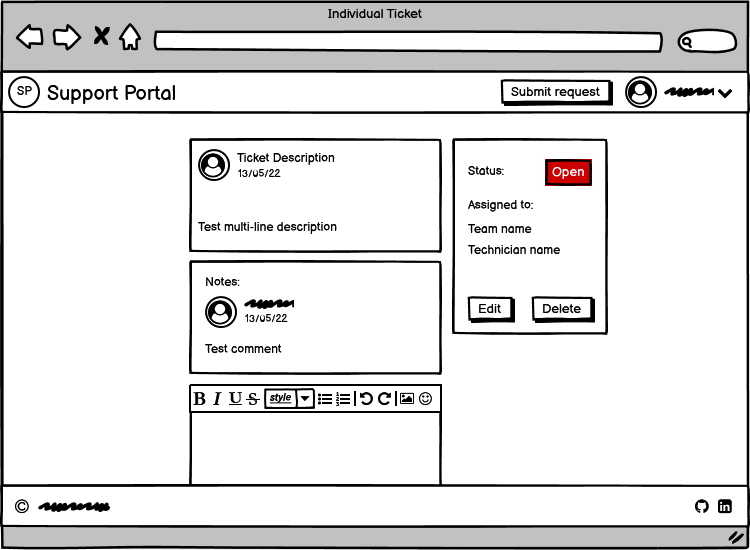 Individual Ticket
SP
Support Portal
Submit request
Ticket Description
13/05/22
Test multi-line description
Status:
Open
Assigned to:
Team name
Technician name
Edit
Delete
Notes:
13/05/22
Test comment
B I U S style
©
in